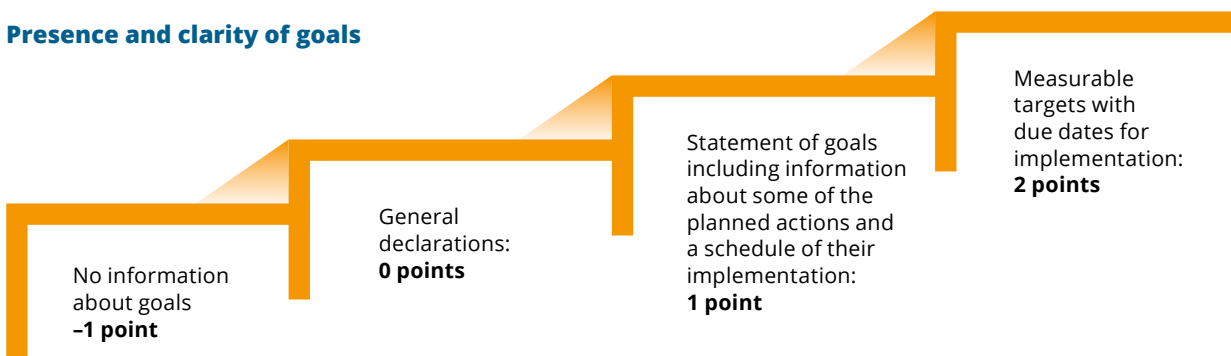 Presence and clarity of goals
No information
about goals
–1 point
General
declarations:
0 points
Statement of goals
including information
about some of the
planned actions and
a schedule of their
implementation:
1 point
Measurable
targets with
due dates for
implementation:
2 points